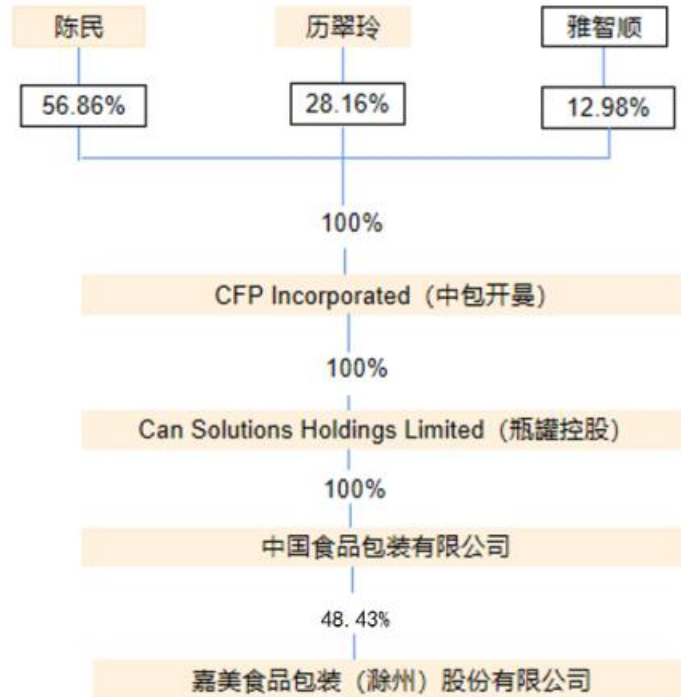 陈民
历翠玲
雅智顺
56.86%
28.16%
12.98%
100%
CFP Incorporated（中包开曼）
100%
Can Solutions Holdings Limited（瓶罐控股）
100%
中国食品包装有限公司
48.43%
嘉美食品包装（滁州）股份有限公司